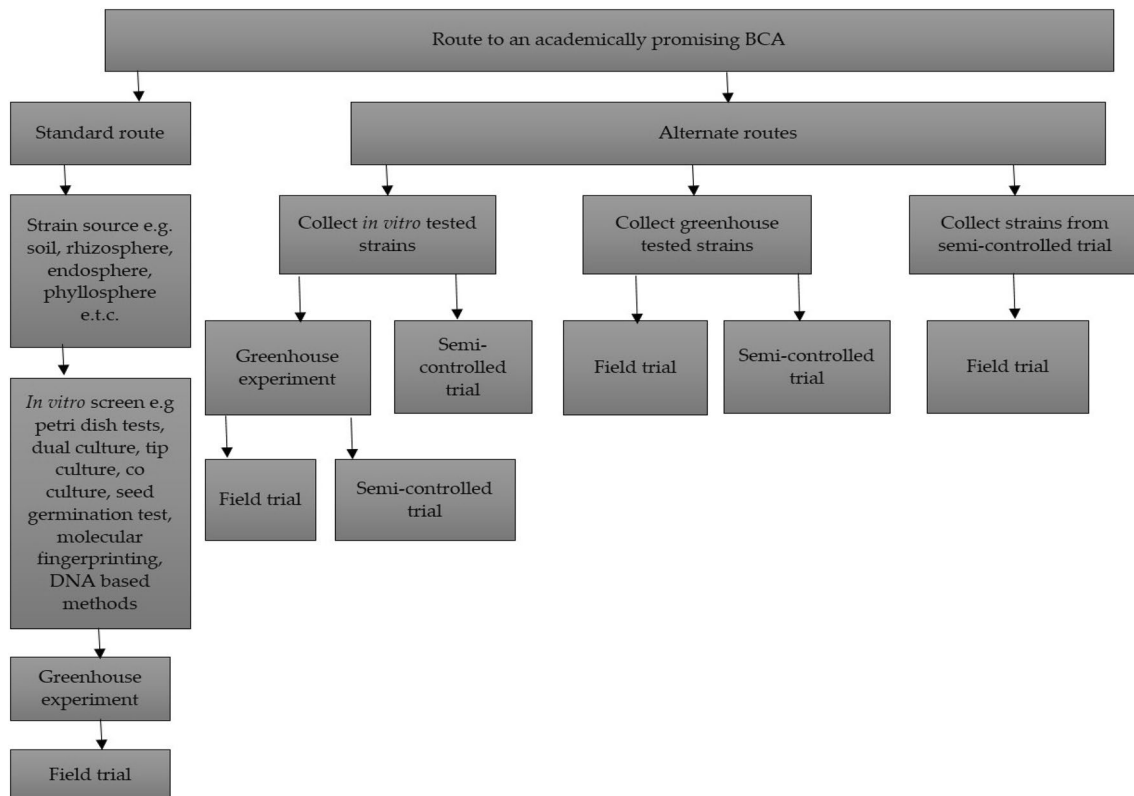 Route to an academically promising BCA
Standard route
Alternate routes
Strain source e.g.
soil, rhizosphere,
endosphere,
phyllosphere
e.t.c.
Collect in vitro tested
strains
Collect greenhouse
tested strains
Collect strains from
semi-controlled trial
Greenhouse
experiment
Semi-
controlled
trial
Field trial
Semi-controlled
trial
Field trial
In vitro screen e.g
petri dish tests,
dual culture, tip
culture, co
culture, seed
germination test,
molecular
fingerprinting,
DNA based
methods
Field trial
Semi-controlled
trial
Greenhouse
experiment
Field trial